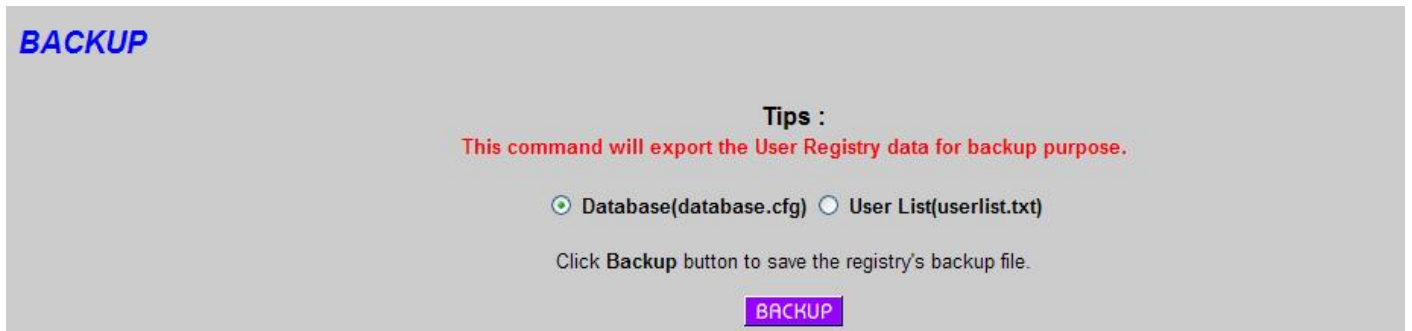 BACKUP
Tips :
This command will export the User Registry data for backup purpose.
Database(database.cfg) User List(userlist.txt)
Click Backup button to save the registry's backup file.
BACKUP